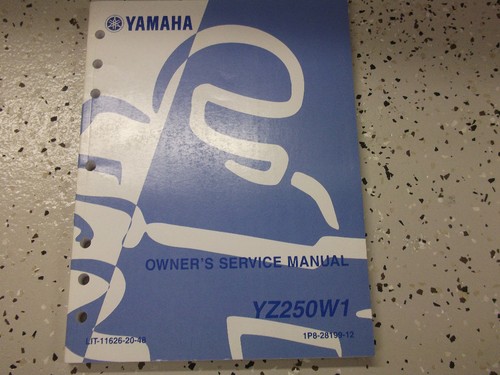 YAMAHA
OWNER'S SERVICE MANUAL
YZ250W1
LIT-11626-20-48
1P8-28199-12